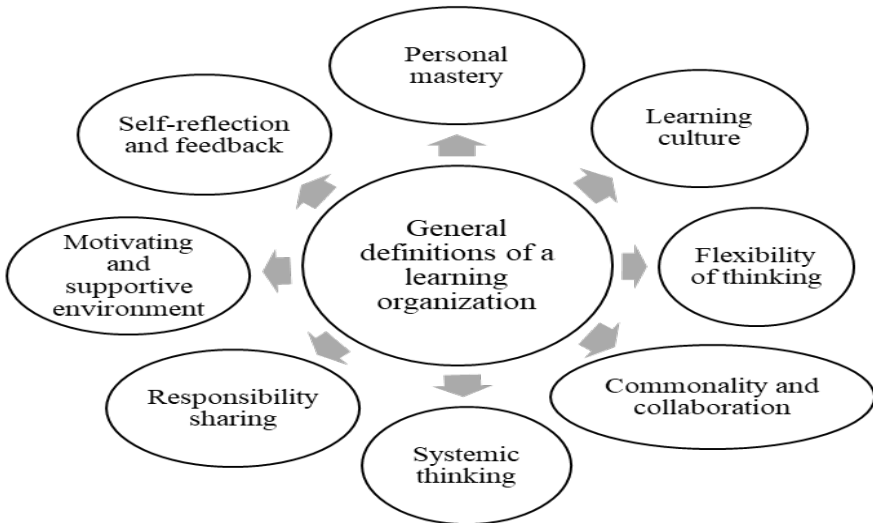 Personal
mastery
Learning
culture
Self-reflection
and feedback
General
definitions of a
learning
organization
Flexibility
of thinking
Motivating
and
supportive
environment
Commonality and
collaboration
Responsibility
sharing
Systemic
thinking